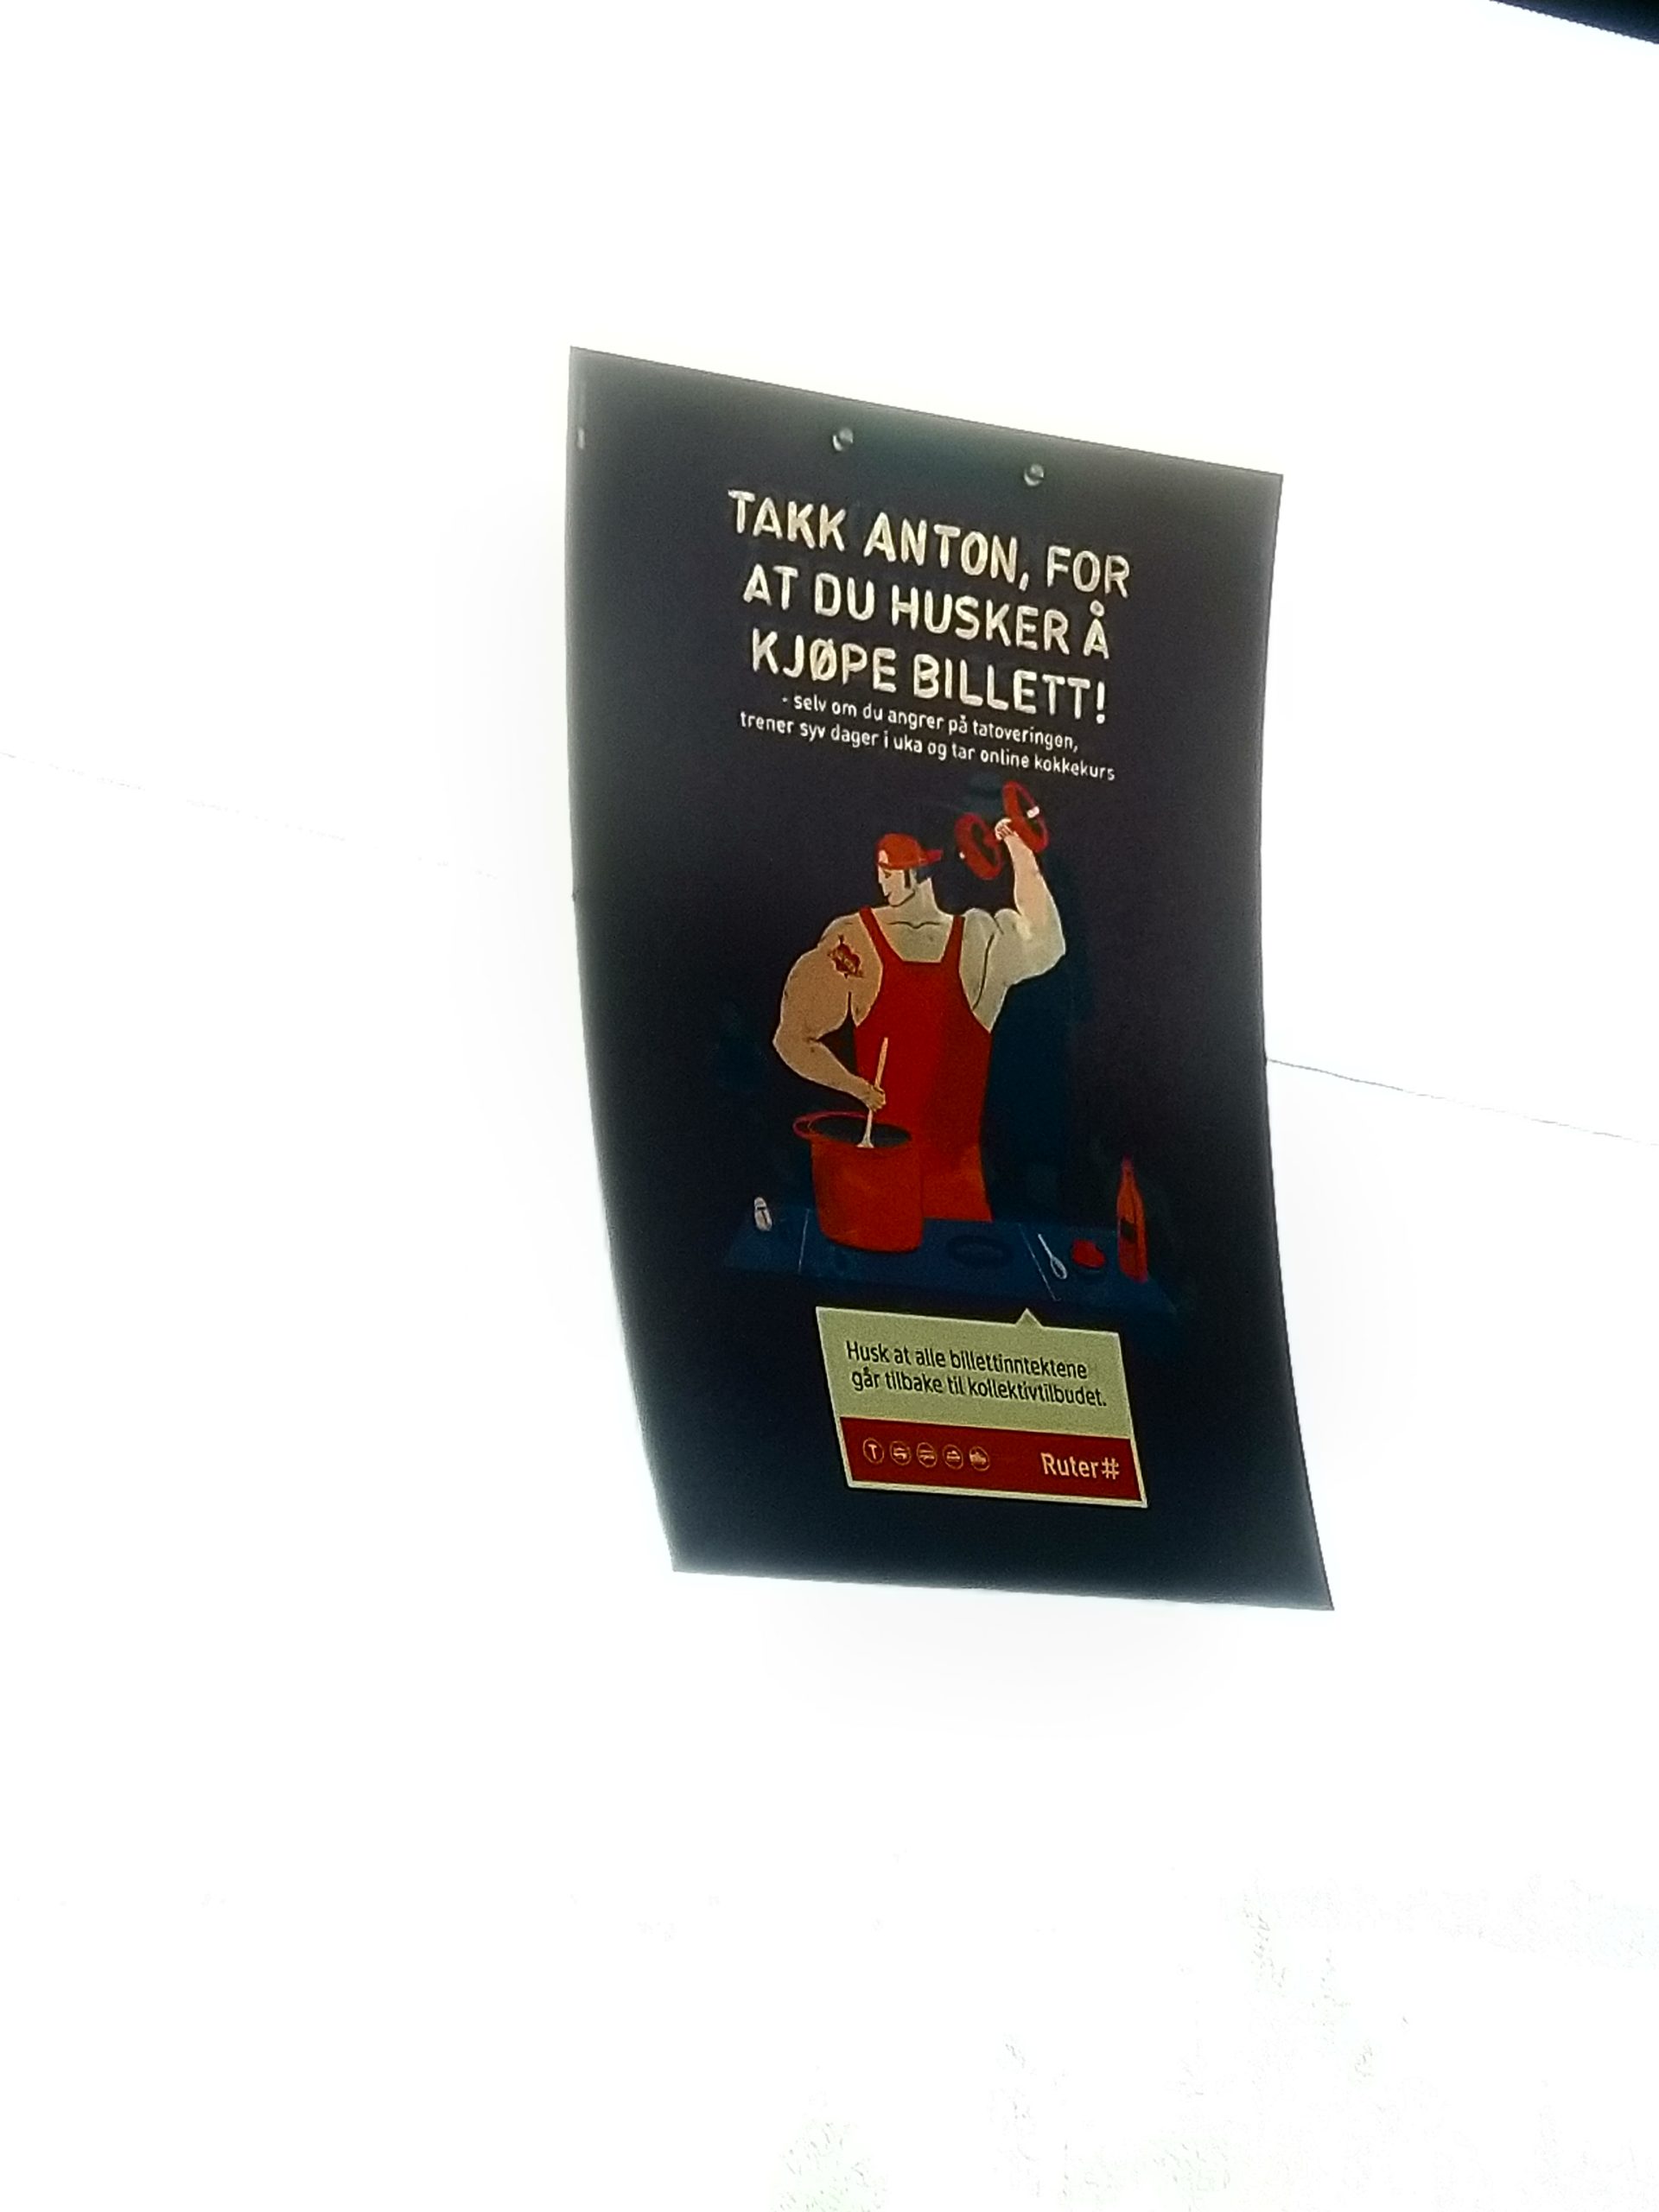 TAKK ANTON, FOR
AT DU HUSKER Å
KJØPE BILLETT!
- selv om du angrer på tatoveringen,
trener syv dager i uka og tar online kokkekurs
Husk at alle billettinntektene
går tilbake til kollektivtilbudet.
T
Ruter#